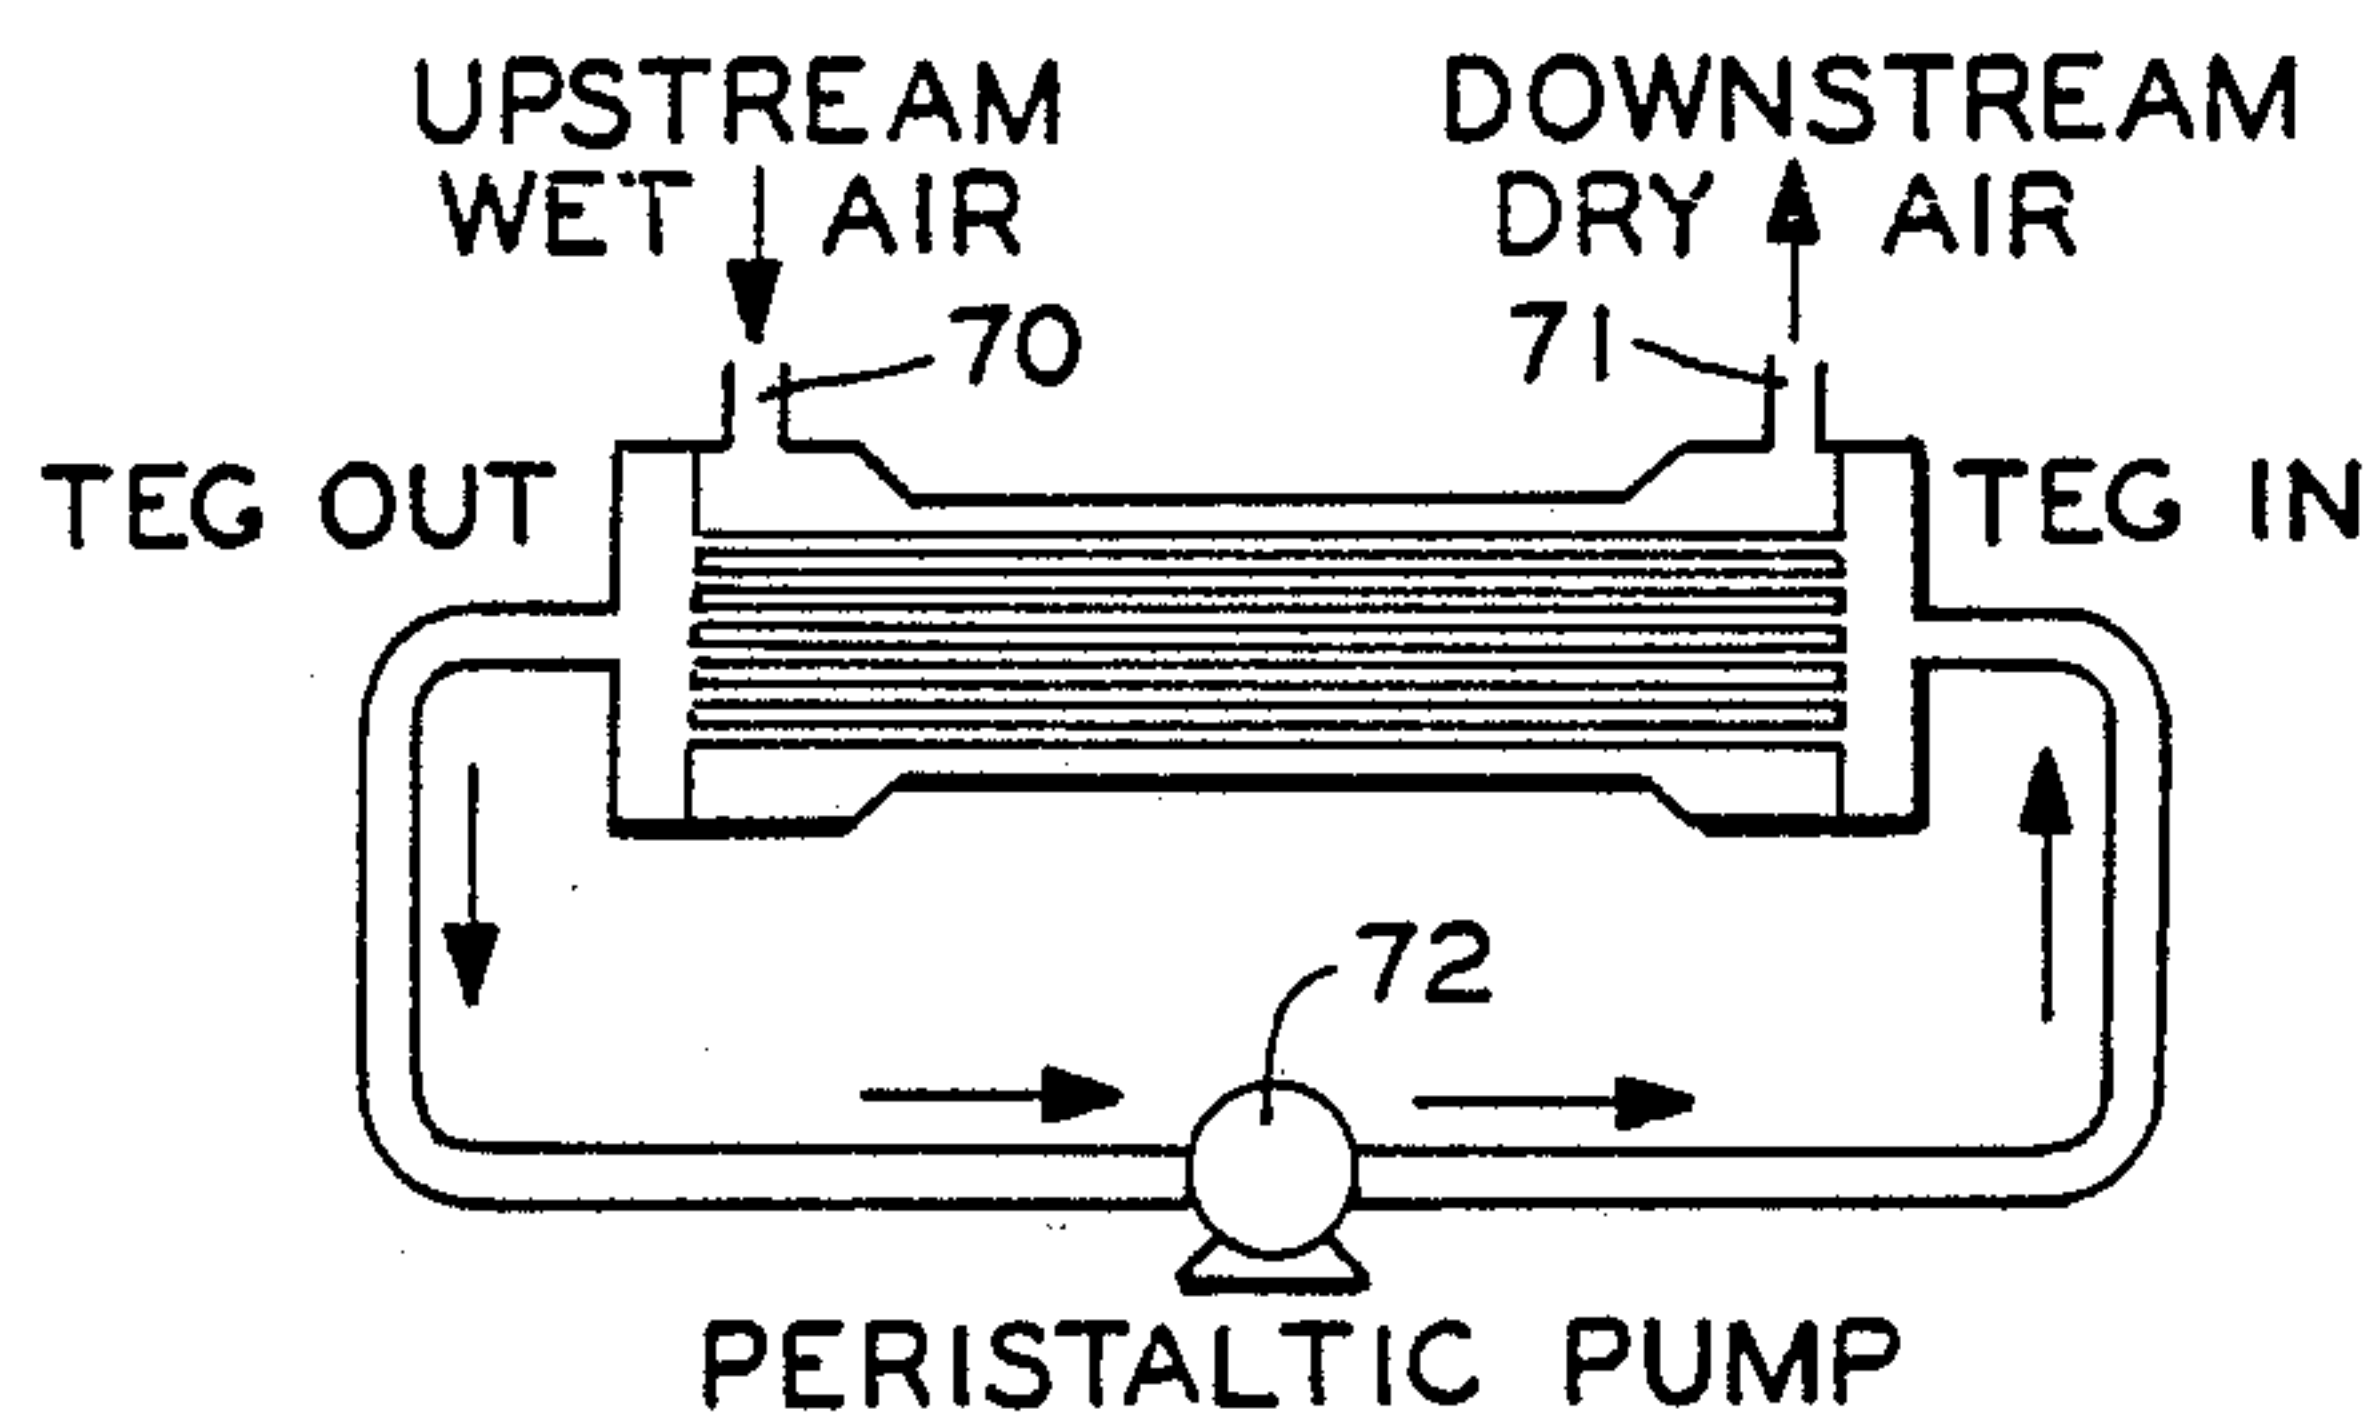 UPSTREAM
WET AIR
DOWNSTREAM
DRY AIR
70
71
TEG OUT
TEG IN
72
PERISTALTIC PUMP